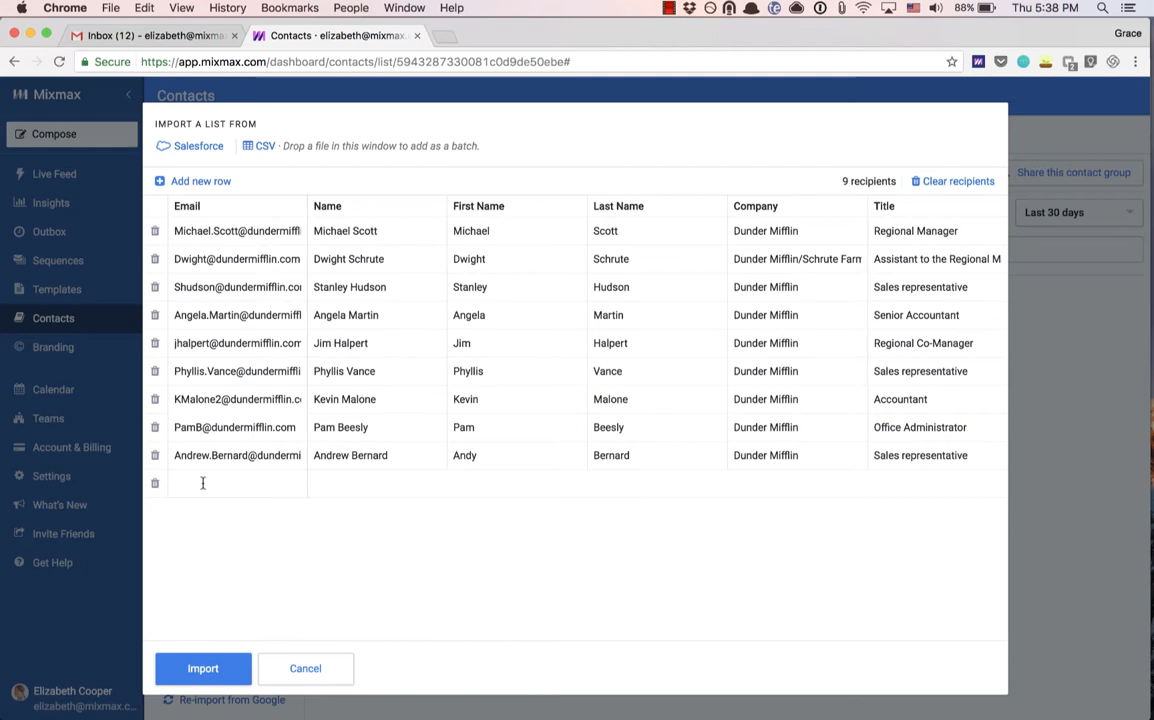 Chrome File Edit View History Bookmarks People Window Help 88% Thu 5:38 PM
Inbox (12) - elizabeth@mixma × Contacts · elizabeth@mixmax. × Grace
Secure https://app.mixmax.com/dashboard/contacts/list/5943287330081c0d9de50ebe#
Mixmax
Contacts
Compose
Live Feed
Insights
Outbox
Sequences
Templates
Contacts
Branding
Calendar
Teams
Account & Billing
Settings
What's New
Invite Friends
Get Help
Elizabeth Cooper
elizabeth@mixmax.c...
Share this contact group
Last 30 days
IMPORT A LIST FROM
Salesforce CSV · Drop a file in this window to add as a batch.
Add new row 9 recipients Clear recipients
Email Name First Name Last Name Company Title
Michael.Scott@dundermiffl Michael Scott Michael Scott Dunder Mifflin Regional Manager
Dwight@dundermifflin.com Dwight Schrute Dwight Schrute Dunder Mifflin/Schrute Farm Assistant to the Regional M
Shudson@dundermifflin.co Stanley Hudson Stanley Hudson Dunder Mifflin Sales representative
Angela.Martin@dundermiffl Angela Martin Angela Martin Dunder Mifflin Senior Accountant
jhalpert@dundermifflin.com Jim Halpert Jim Halpert Dunder Mifflin Regional Co-Manager
Phyllis.Vance@dundermiffli Phyllis Vance Phyllis Vance Dunder Mifflin Sales representative
KMalone2@dundermifflin.c Kevin Malone Kevin Malone Dunder Mifflin Accountant
PamB@dundermifflin.com Pam Beesly Pam Beesly Dunder Mifflin Office Administrator
Andrew.Bernard@dundermi Andrew Bernard Andy Bernard Dunder Mifflin Sales representative
Import Cancel
Re-import from Google